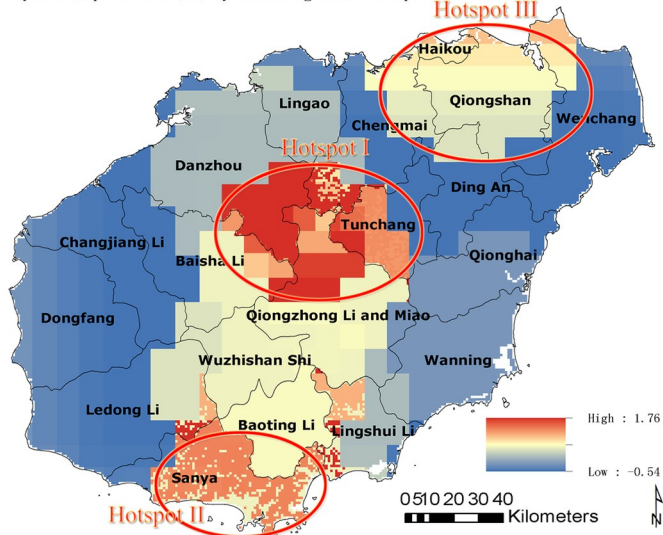 Hotspot III
Haikou
Qiongshan
Lingao
Chengmai
Wenchang
Hotspot I
Danzhou
Ding An
Tunchang
Changjiang Li
Baisha Li
Qionghai
Dongfang
Qiongzhong Li and Miao
Wuzhishan Shi
Wanning
Ledong Li
Baoting Li
Lingshui Li
High : 1.76
Low : -0.54
Sanya
Hotspot II
0510 20 30 40
Kilometers
N